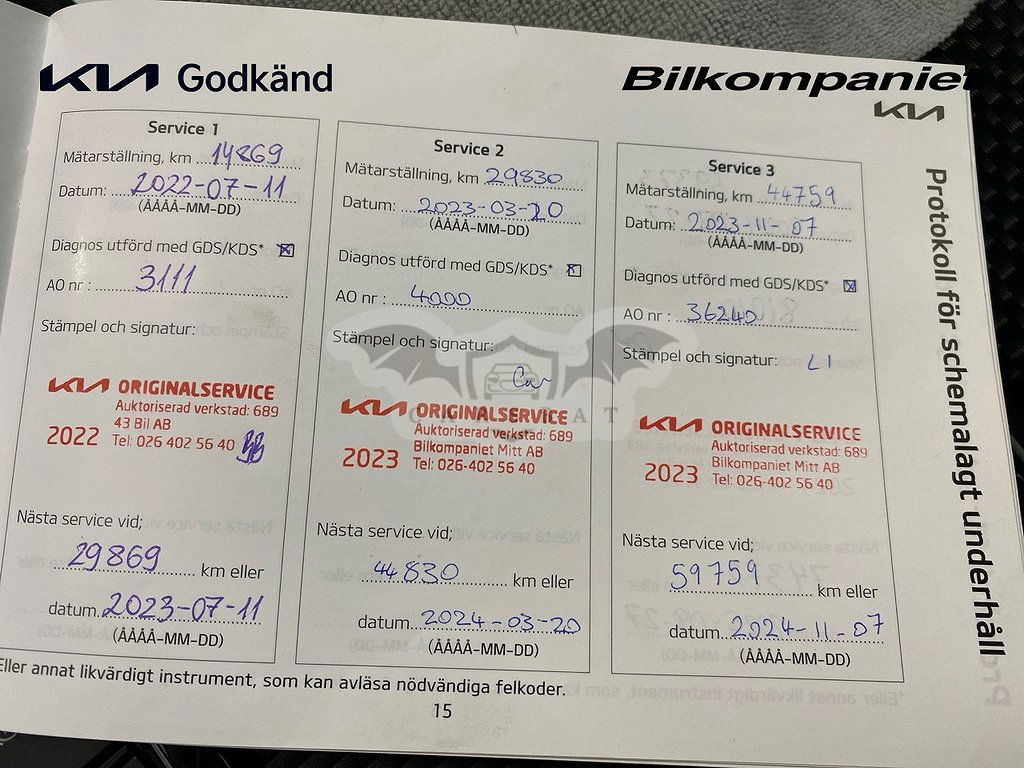 KIA Godkänd
Bilkompaniet
KIA
Service 1
Mätarställning, km 14869
Datum: 2022-07-11
(ÅÅÅÅ-MM-DD)
Diagnos utförd med GDS/KDS*
AO nr : 3111
Stämpel och signatur:
KIA ORIGINALSERVICE
Auktoriserad verkstad: 689
43 Bil AB
2022 Tel: 026 402 56 40
Nästa service vid;
29869 km eller
datum. 2023-07-11
(ÅÅÅÅ-MM-DD)
Service 2
Mätarställning, km 29830
Datum: 2023-03-20
(ÅÅÅÅ-MM-DD)
Diagnos utförd med GDS/KDS*
AO nr : 4000
Stämpel och signatur:
KIA ORIGINALSERVICE
Auktoriserad verkstad: 689
Bilkompaniet Mitt AB
2023 Tel: 026-402 56 40
Nästa service vid;
44830 km eller
datum. 2024-03-20
(ÅÅÅÅ-MM-DD)
Service 3
Mätarställning, km 44759
Datum: 2023-11-07
(ÅÅÅÅ-MM-DD)
Diagnos utförd med GDS/KDS*
AO nr : 36240
Stämpel och signatur: LI
KIA ORIGINALSERVICE
Auktoriserad verkstad: 689
Bilkompaniet Mitt AB
2023 Tel: 026-402 56 40
Nästa service vid;
59759 km eller
datum. 2024-11-07
(ÅÅÅÅ-MM-DD)
Protokoll för schemalagt underhåll
Eller annat likvärdigt instrument, som kan avläsa nödvändiga felkoder.
15